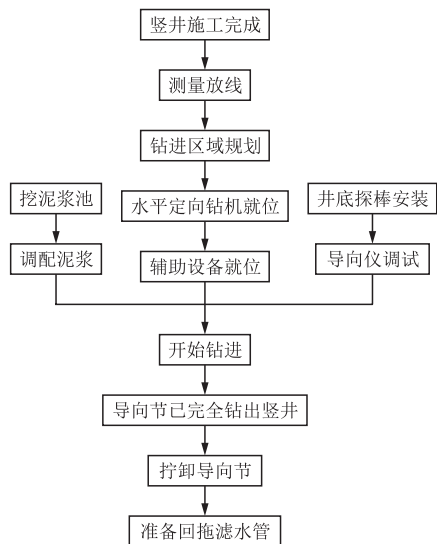 竖井施工完成
测量放线
钻进区域规划
挖泥浆池
水平定向钻机就位
井底探棒安装
调配泥浆
辅助设备就位
导向仪调试
开始钻进
导向节已完全钻出竖井
拧卸导向节
准备回拖滤水管